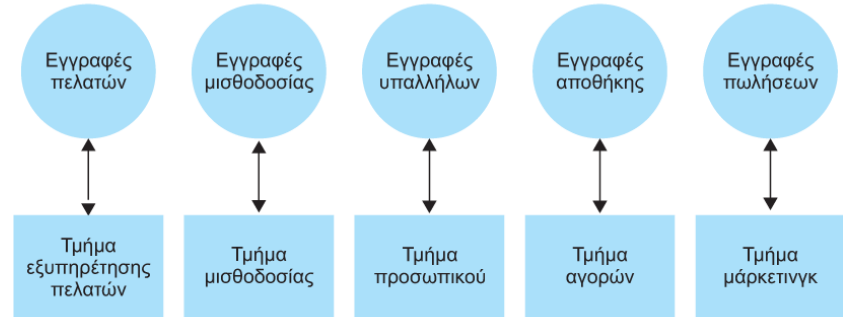 Εγγραφές
πελατών
Εγγραφές
μισθοδοσίας
Εγγραφές
υπαλλήλων
Εγγραφές
αποθήκης
Εγγραφές
πωλήσεων
Τμήμα
εξυπηρέτησης
πελατών
Τμήμα
μισθοδοσίας
Τμήμα
προσωπικού
Τμήμα
αγορών
Τμήμα
μάρκετινγκ